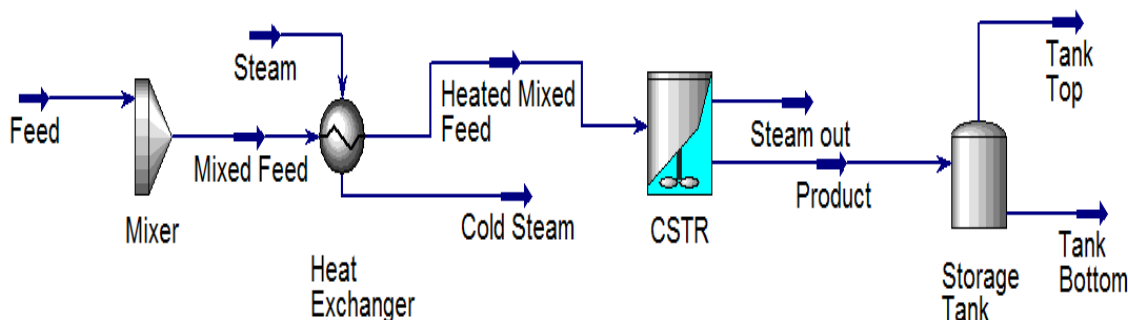 Feed
Mixer
Mixed Feed
Steam
Heat
Exchanger
Heated Mixed
Feed
Cold Steam
CSTR
Steam out
Product
Storage
Tank
Tank
Top
Tank
Bottom